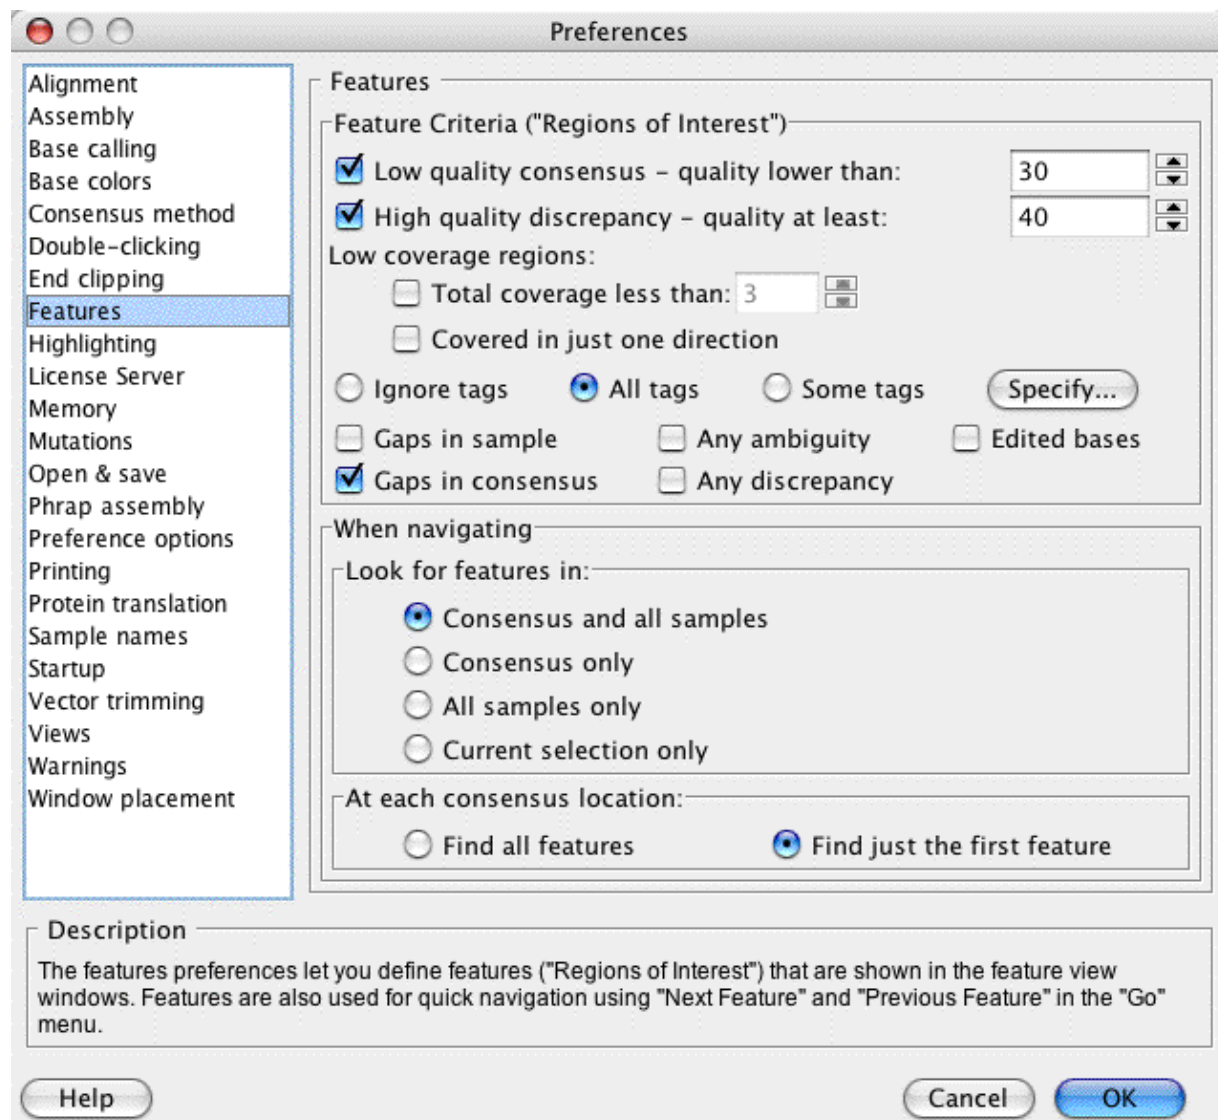 Preferences
Alignment
Assembly
Base calling
Base colors
Consensus method
Double-clicking
End clipping
Features
Highlighting
License Server
Memory
Mutations
Open & save
Phrap assembly
Preference options
Printing
Protein translation
Sample names
Startup
Vector trimming
Views
Warnings
Window placement
Features
Feature Criteria ("Regions of Interest")
Low quality consensus - quality lower than: 30
High quality discrepancy - quality at least: 40
Low coverage regions:
Total coverage less than: 3
Covered in just one direction
Ignore tags All tags Some tags Specify...
Gaps in sample Any ambiguity Edited bases
Gaps in consensus Any discrepancy
When navigating
Look for features in:
Consensus and all samples
Consensus only
All samples only
Current selection only
At each consensus location:
Find all features Find just the first feature
Description
The features preferences let you define features ("Regions of Interest") that are shown in the feature view
windows. Features are also used for quick navigation using "Next Feature" and "Previous Feature" in the "Go"
menu.
Help Cancel OK